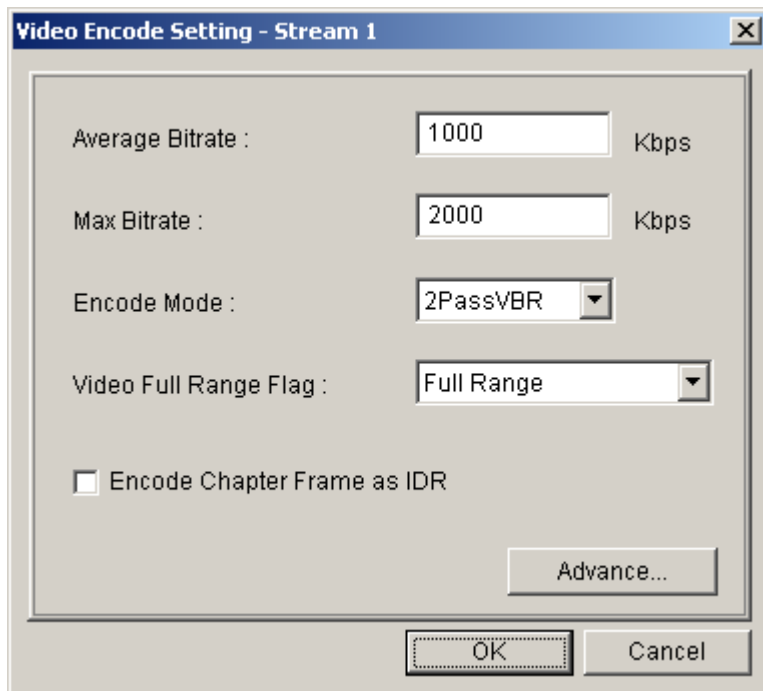 Video Encode Setting - Stream 1
Average Bitrate : 1000 Kbps
Max Bitrate : 2000 Kbps
Encode Mode : 2PassVBR
Video Full Range Flag : Full Range
Encode Chapter Frame as IDR
Advance...
OK Cancel